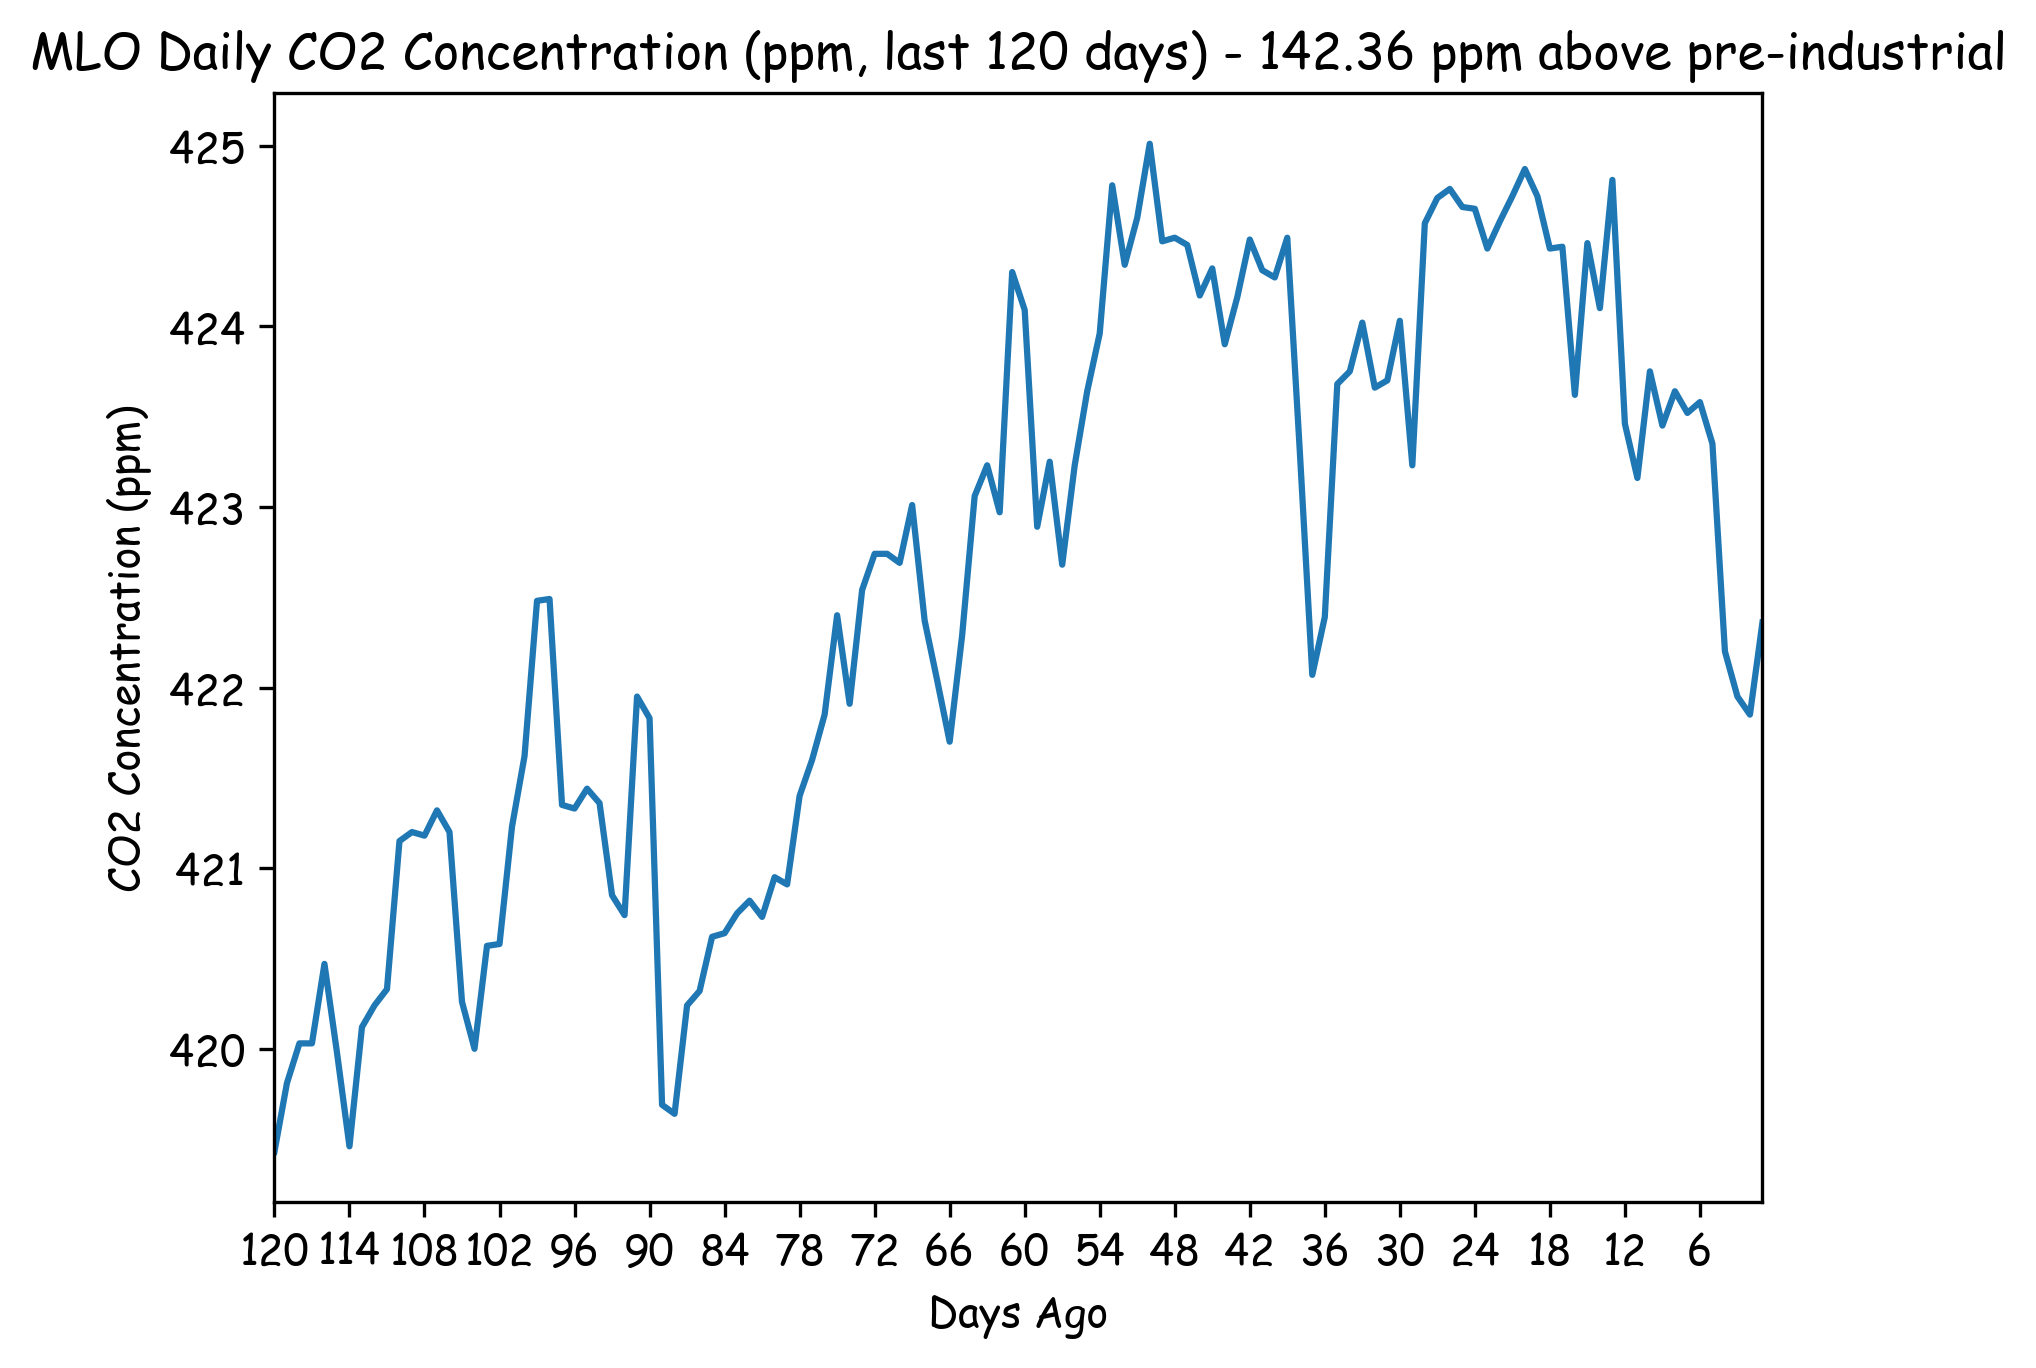 MLO Daily CO2 Concentration (ppm, last 120 days) - 142.36 ppm above pre-industrial
425
424
423
422
421
420
CO2 Concentration (ppm)
120 114 108 102 96 90 84 78 72 66 60 54 48 42 36 30 24 18 12 6
Days Ago